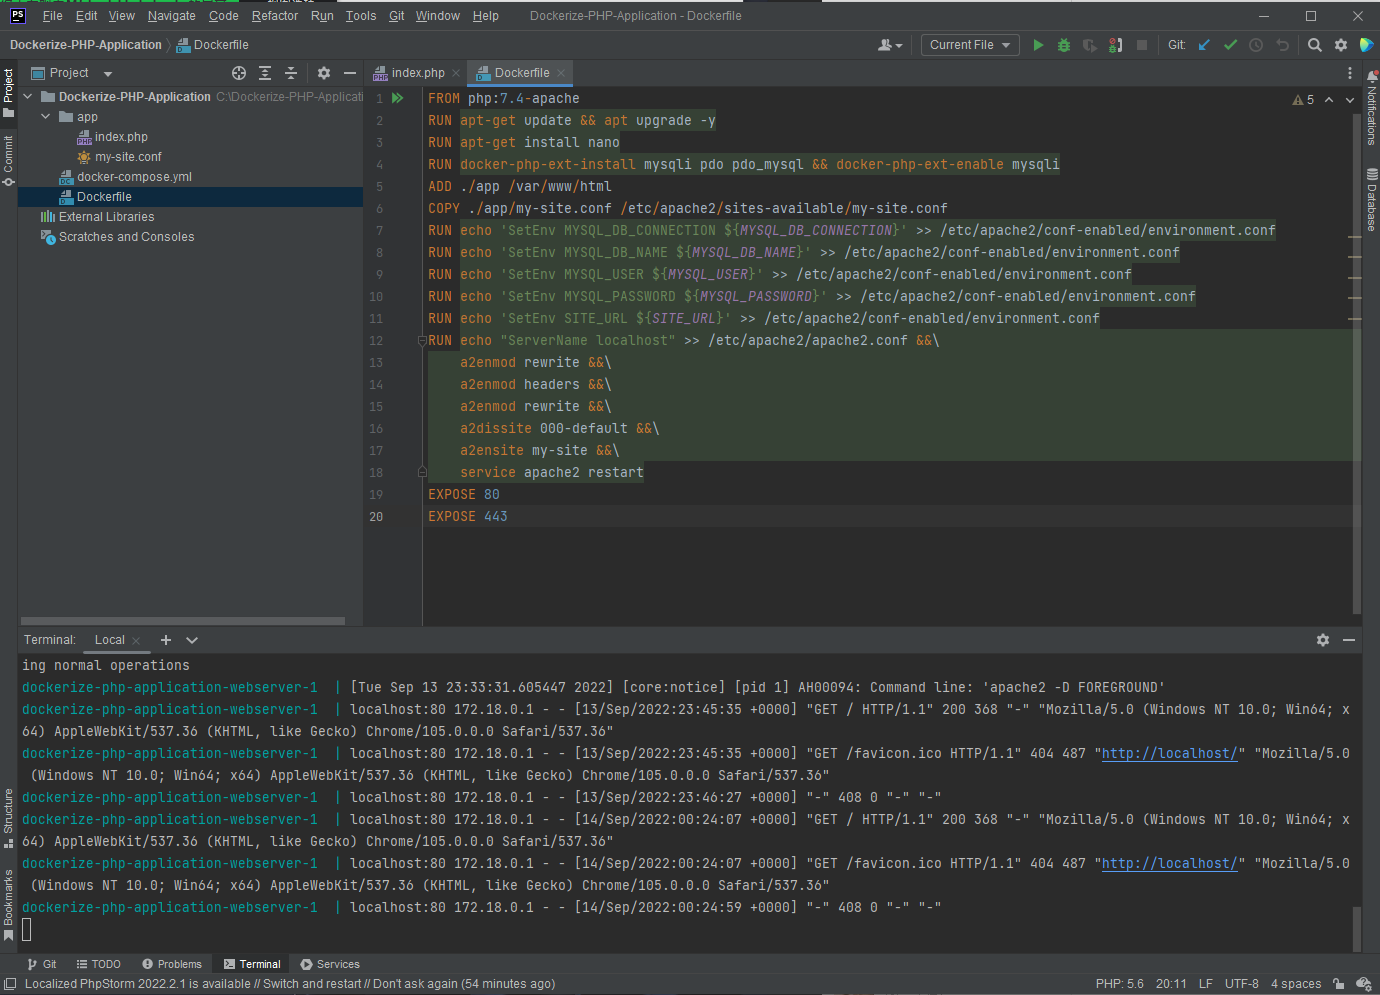 PS File Edit View Navigate Code Refactor Run Tools Git Window Help Dockerize-PHP-Application - Dockerfile
Dockerize-PHP-Application Dockerfile Current File Git:
Project index.php Dockerfile
Dockerize-PHP-Application C:\Dockerize-PHP-Applicati
app
index.php
my-site.conf
docker-compose.yml
Dockerfile
External Libraries
Scratches and Consoles
Project
Commit
Structure
Bookmarks
Notifications
Database
5
1 FROM php:7.4-apache
2 RUN apt-get update && apt upgrade -y
3 RUN apt-get install nano
4 RUN docker-php-ext-install mysqli pdo pdo_mysql && docker-php-ext-enable mysqli
5 ADD ./app /var/www/html
6 COPY ./app/my-site.conf /etc/apache2/sites-available/my-site.conf
7 RUN echo 'SetEnv MYSQL_DB_CONNECTION ${MYSQL_DB_CONNECTION}' >> /etc/apache2/conf-enabled/environment.conf
8 RUN echo 'SetEnv MYSQL_DB_NAME ${MYSQL_DB_NAME}' >> /etc/apache2/conf-enabled/environment.conf
9 RUN echo 'SetEnv MYSQL_USER ${MYSQL_USER}' >> /etc/apache2/conf-enabled/environment.conf
10 RUN echo 'SetEnv MYSQL_PASSWORD ${MYSQL_PASSWORD}' >> /etc/apache2/conf-enabled/environment.conf
11 RUN echo 'SetEnv SITE_URL ${SITE_URL}' >> /etc/apache2/conf-enabled/environment.conf
12 RUN echo "ServerName localhost" >> /etc/apache2/apache2.conf &&\
13 a2enmod rewrite &&\
14 a2enmod headers &&\
15 a2enmod rewrite &&\
16 a2dissite 000-default &&\
17 a2ensite my-site &&\
18 service apache2 restart
19 EXPOSE 80
20 EXPOSE 443
Terminal: Local
ing normal operations
dockerize-php-application-webserver-1 | [Tue Sep 13 23:33:31.605447 2022] [core:notice] [pid 1] AH00094: Command line: 'apache2 -D FOREGROUND'
dockerize-php-application-webserver-1 | localhost:80 172.18.0.1 - - [13/Sep/2022:23:45:35 +0000] "GET / HTTP/1.1" 200 368 "-" "Mozilla/5.0 (Windows NT 10.0; Win64; x
64) AppleWebKit/537.36 (KHTML, like Gecko) Chrome/105.0.0.0 Safari/537.36"
dockerize-php-application-webserver-1 | localhost:80 172.18.0.1 - - [13/Sep/2022:23:45:35 +0000] "GET /favicon.ico HTTP/1.1" 404 487 "http://localhost/" "Mozilla/5.0
(Windows NT 10.0; Win64; x64) AppleWebKit/537.36 (KHTML, like Gecko) Chrome/105.0.0.0 Safari/537.36"
dockerize-php-application-webserver-1 | localhost:80 172.18.0.1 - - [13/Sep/2022:23:46:27 +0000] "-" 408 0 "-" "-"
dockerize-php-application-webserver-1 | localhost:80 172.18.0.1 - - [14/Sep/2022:00:24:07 +0000] "GET / HTTP/1.1" 200 368 "-" "Mozilla/5.0 (Windows NT 10.0; Win64; x
64) AppleWebKit/537.36 (KHTML, like Gecko) Chrome/105.0.0.0 Safari/537.36"
dockerize-php-application-webserver-1 | localhost:80 172.18.0.1 - - [14/Sep/2022:00:24:07 +0000] "GET /favicon.ico HTTP/1.1" 404 487 "http://localhost/" "Mozilla/5.0
(Windows NT 10.0; Win64; x64) AppleWebKit/537.36 (KHTML, like Gecko) Chrome/105.0.0.0 Safari/537.36"
dockerize-php-application-webserver-1 | localhost:80 172.18.0.1 - - [14/Sep/2022:00:24:59 +0000] "-" 408 0 "-" "-"
Git TODO Problems Terminal Services
Localized PhpStorm 2022.2.1 is available // Switch and restart // Don't ask again (54 minutes ago) PHP: 5.6 20:11 LF UTF-8 4 spaces